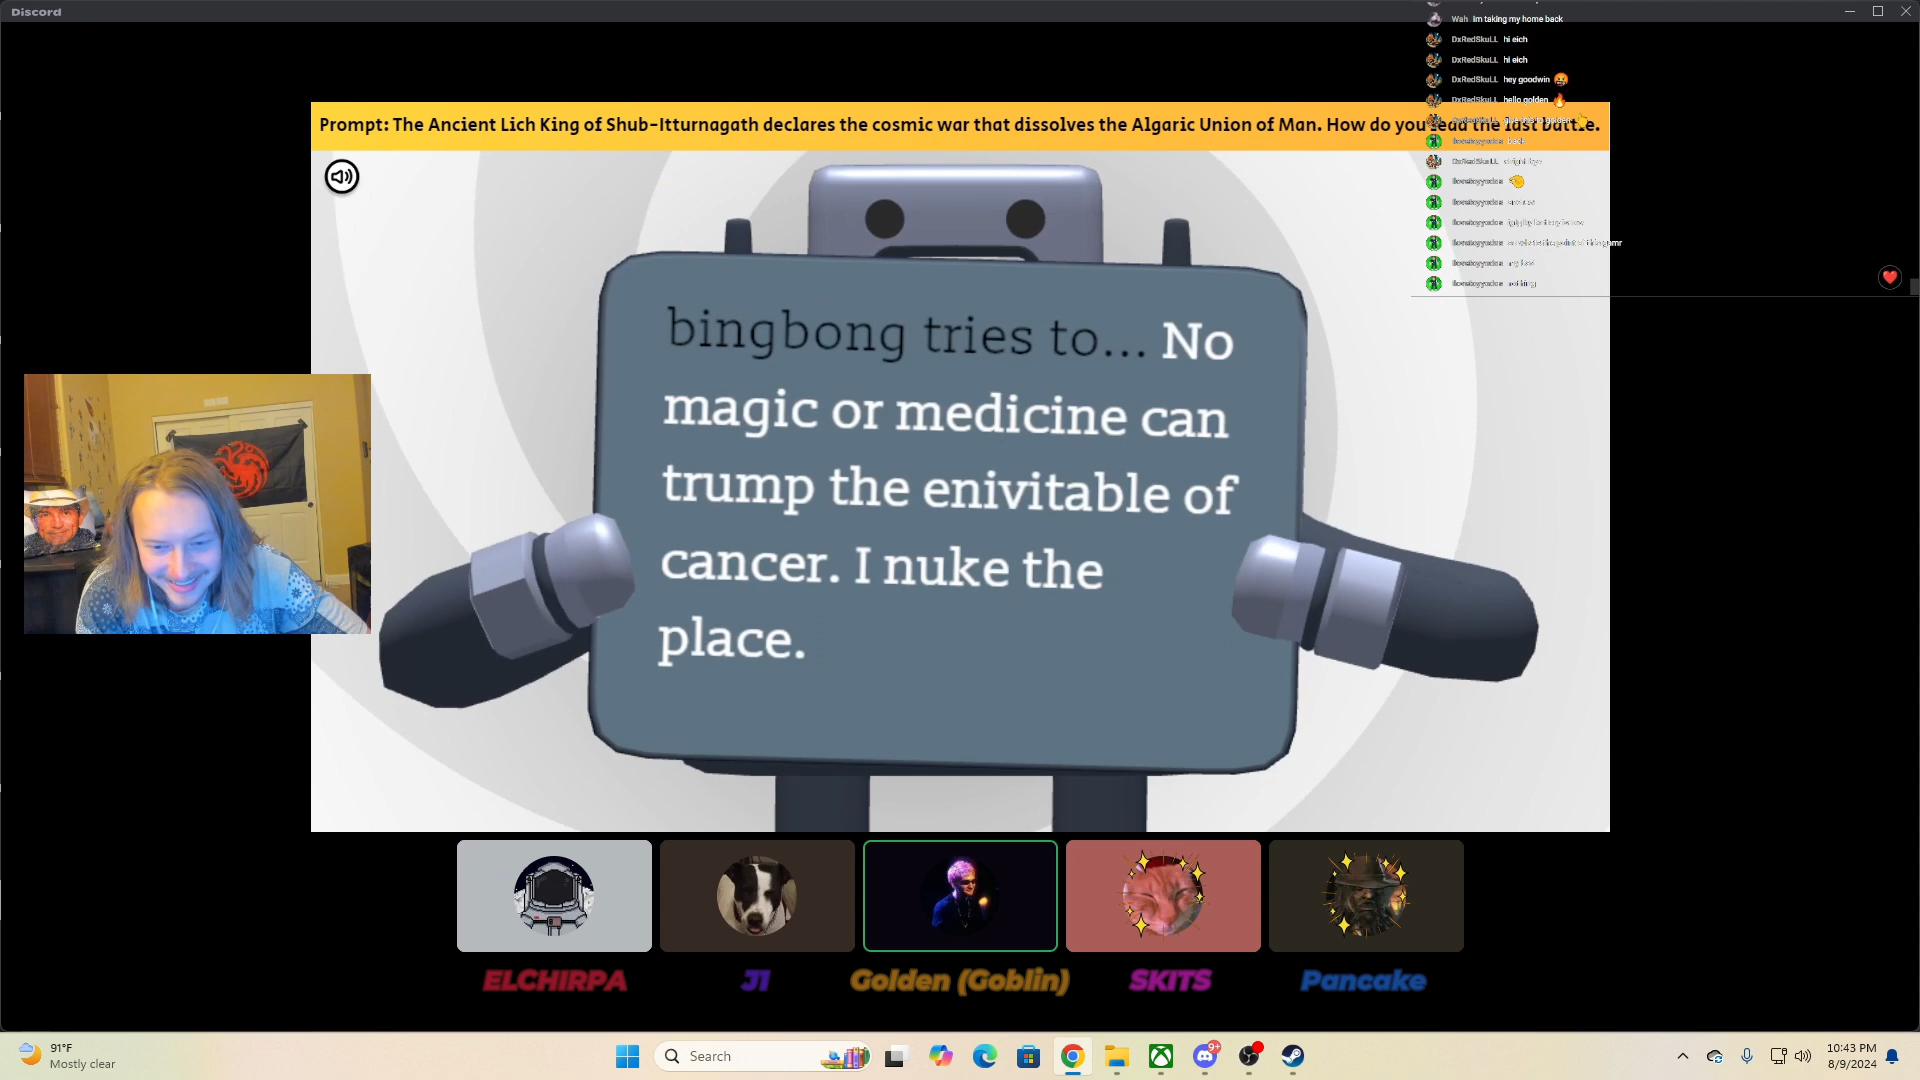 Discord
Wah Im taking my home back
DxRedSkuLL hi eich
DxRedSkuLL hi eich
DxRedSkuLL hey goodwin
DxRedSkuLL hello golden
Prompt: The Ancient Lich King of Shub-Itturnagath declares the cosmic war that dissolves the Algaric Union of Man. How do you lead the last battle.
bingbong tries to... No
magic or medicine can
trump the enivitable of
cancer. I nuke the
place.
ELCHIRPA
J1
Golden (Goblin)
SKITS
Pancake
91°F
Mostly clear
Search
9+
10:43 PM
8/9/2024